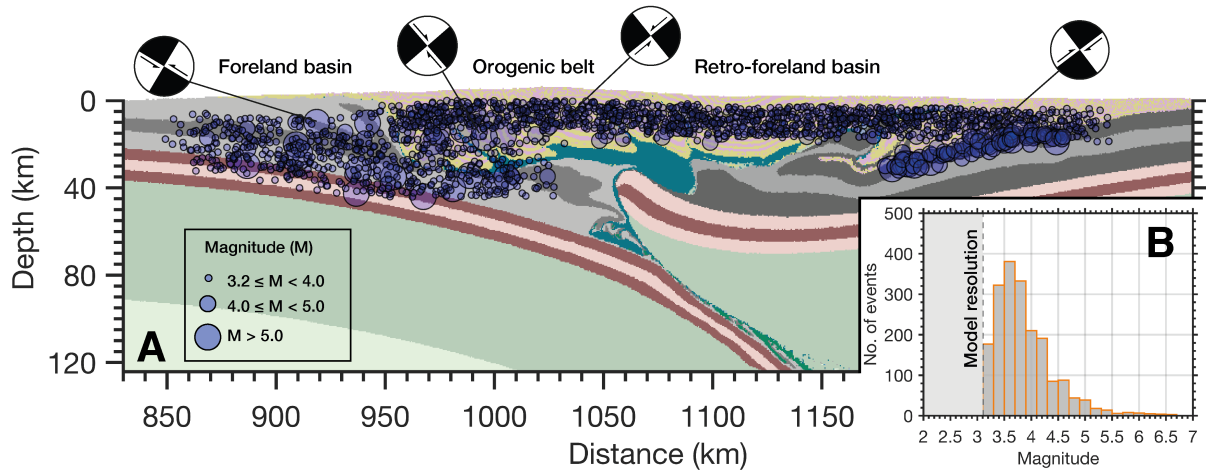 Foreland basin
Orogenic belt
Retro-foreland basin
0
40
80
120
Depth (km)
Magnitude (M)
3.2 ≤ M < 4.0
4.0 ≤ M < 5.0
M > 5.0
A
850
900
950
1000
1050
1100
1150
Distance (km)
B
500
400
300
200
100
0
No. of events
Model resolution
2
2.5
3
3.5
4
4.5
5
5.5
6
6.5
7
Magnitude